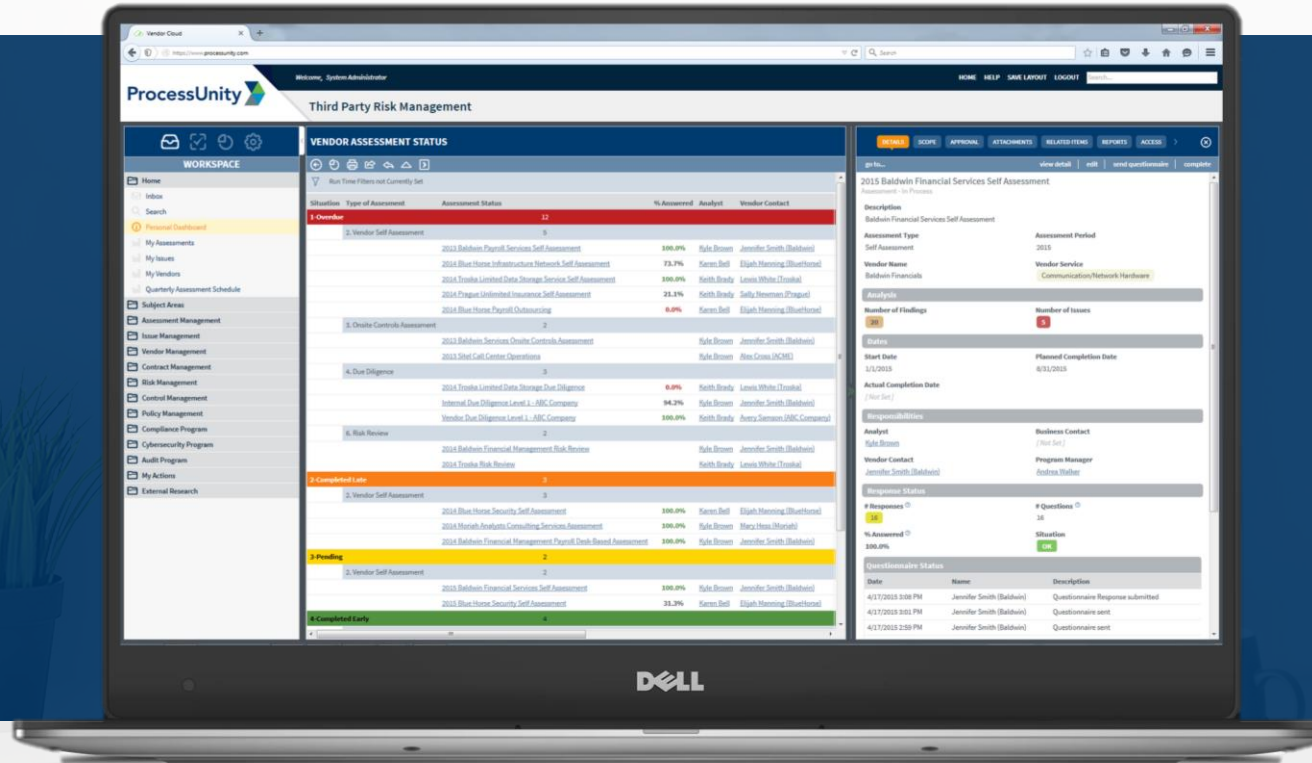 Vendor Cloud
https://www.processunity.com
Search
ProcessUnity
Welcome, System Administrator
HOME HELP SAVE LAYOUT LOGOUT Search...
Third Party Risk Management
WORKSPACE
Home
Inbox
Search
Personal Dashboard
My Assessments
My Issues
My Vendors
Quarterly Assessment Schedule
Subject Areas
Assessment Management
Issue Management
Vendor Management
Contract Management
Risk Management
Control Management
Policy Management
Compliance Program
Cybersecurity Program
Audit Program
My Actions
External Research
VENDOR ASSESSMENT STATUS
Run Time Filters not Currently Set
Situation Type of Assessment Assessment Status % Answered Analyst Vendor Contact
1-Overdue 12
2. Vendor Self Assessment 5
2013 Baldwin Payroll Services Self Assessment 100.0% Kyle Brown Jennifer Smith (Baldwin)
2014 Blue Horse Infrastructure Network Self Assessment 73.7% Karen Bell Elijah Manning (BlueHorse)
2014 Troska Limited Data Storage Service Self Assessment 100.0% Keith Brady Lewis White (Troska)
2014 Prague Unlimited Insurance Self Assessment 21.1% Keith Brady Sally Newman (Prague)
2014 Blue Horse Payroll Outsourcing 0.0% Karen Bell Elijah Manning (BlueHorse)
3. Onsite Controls Assessment 2
2013 Baldwin Services Onsite Controls Assessment Kyle Brown Jennifer Smith (Baldwin)
2013 Sitel Call Center Operations Kyle Brown Alex Cross (ACME)
4. Due Diligence 3
2014 Troska Limited Data Storage Due Diligence 0.0% Keith Brady Lewis White (Troska)
Internal Due Diligence Level 1 - ABC Company 94.2% Kyle Brown Jennifer Smith (Baldwin)
Vendor Due Diligence Level 1 - ABC Company 100.0% Keith Brady Avery Samson (ABC Company)
6. Risk Review 2
2014 Baldwin Financial Management Risk Review Kyle Brown Jennifer Smith (Baldwin)
2014 Troska Risk Review Keith Brady Lewis White (Troska)
2-Completed Late 3
2. Vendor Self Assessment 3
2014 Blue Horse Security Self Assessment 100.0% Karen Bell Elijah Manning (BlueHorse)
2014 Moriah Analysts Consulting Services Assessment 100.0% Kyle Brown Mary Hess (Moriah)
2014 Baldwin Financial Management Payroll Desk-Based Assessment 100.0% Kyle Brown Jennifer Smith (Baldwin)
3-Pending 2
2. Vendor Self Assessment 2
2015 Baldwin Financial Services Self Assessment 100.0% Kyle Brown Jennifer Smith (Baldwin)
2015 Blue Horse Security Self Assessment 31.3% Karen Bell Elijah Manning (BlueHorse)
4-Completed Early 4
DETAILS SCOPE APPROVAL ATTACHMENTS RELATED ITEMS REPORTS ACCESS
go to... view detail | edit | send questionnaire | complete
2015 Baldwin Financial Services Self Assessment
Assessment - In Process
Description
Baldwin Financial Services Self Assessment
Assessment Type Assessment Period
Self Assessment 2015
Vendor Name Vendor Service
Baldwin Financials Communication/Network Hardware
Analysis
Number of Findings Number of Issues
20 5
Dates
Start Date Planned Completion Date
1/1/2015 8/31/2015
Actual Completion Date
[Not Set]
Responsibilities
Analyst Business Contact
Kyle Brown [Not Set]
Vendor Contact Program Manager
Jennifer Smith (Baldwin) Andrea Walker
Response Status
# Responses # Questions
16 16
% Answered Situation
100.0% OK
Questionnaire Status
Date Name Description
4/17/2015 3:08 PM Jennifer Smith (Baldwin) Questionnaire Response submitted
4/17/2015 3:01 PM Jennifer Smith (Baldwin) Questionnaire sent
4/17/2015 2:59 PM Jennifer Smith (Baldwin) Questionnaire sent
DELL